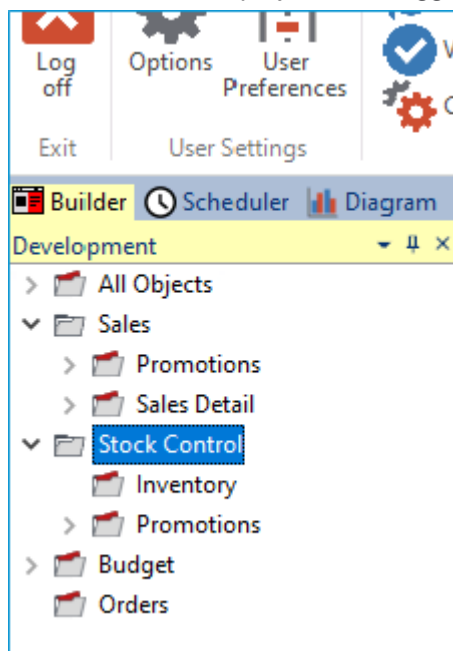 Log off
Options
User Preferences
Exit
User Settings
Builder Scheduler Diagram
Development
All Objects
Sales
Promotions
Sales Detail
Stock Control
Inventory
Promotions
Budget
Orders